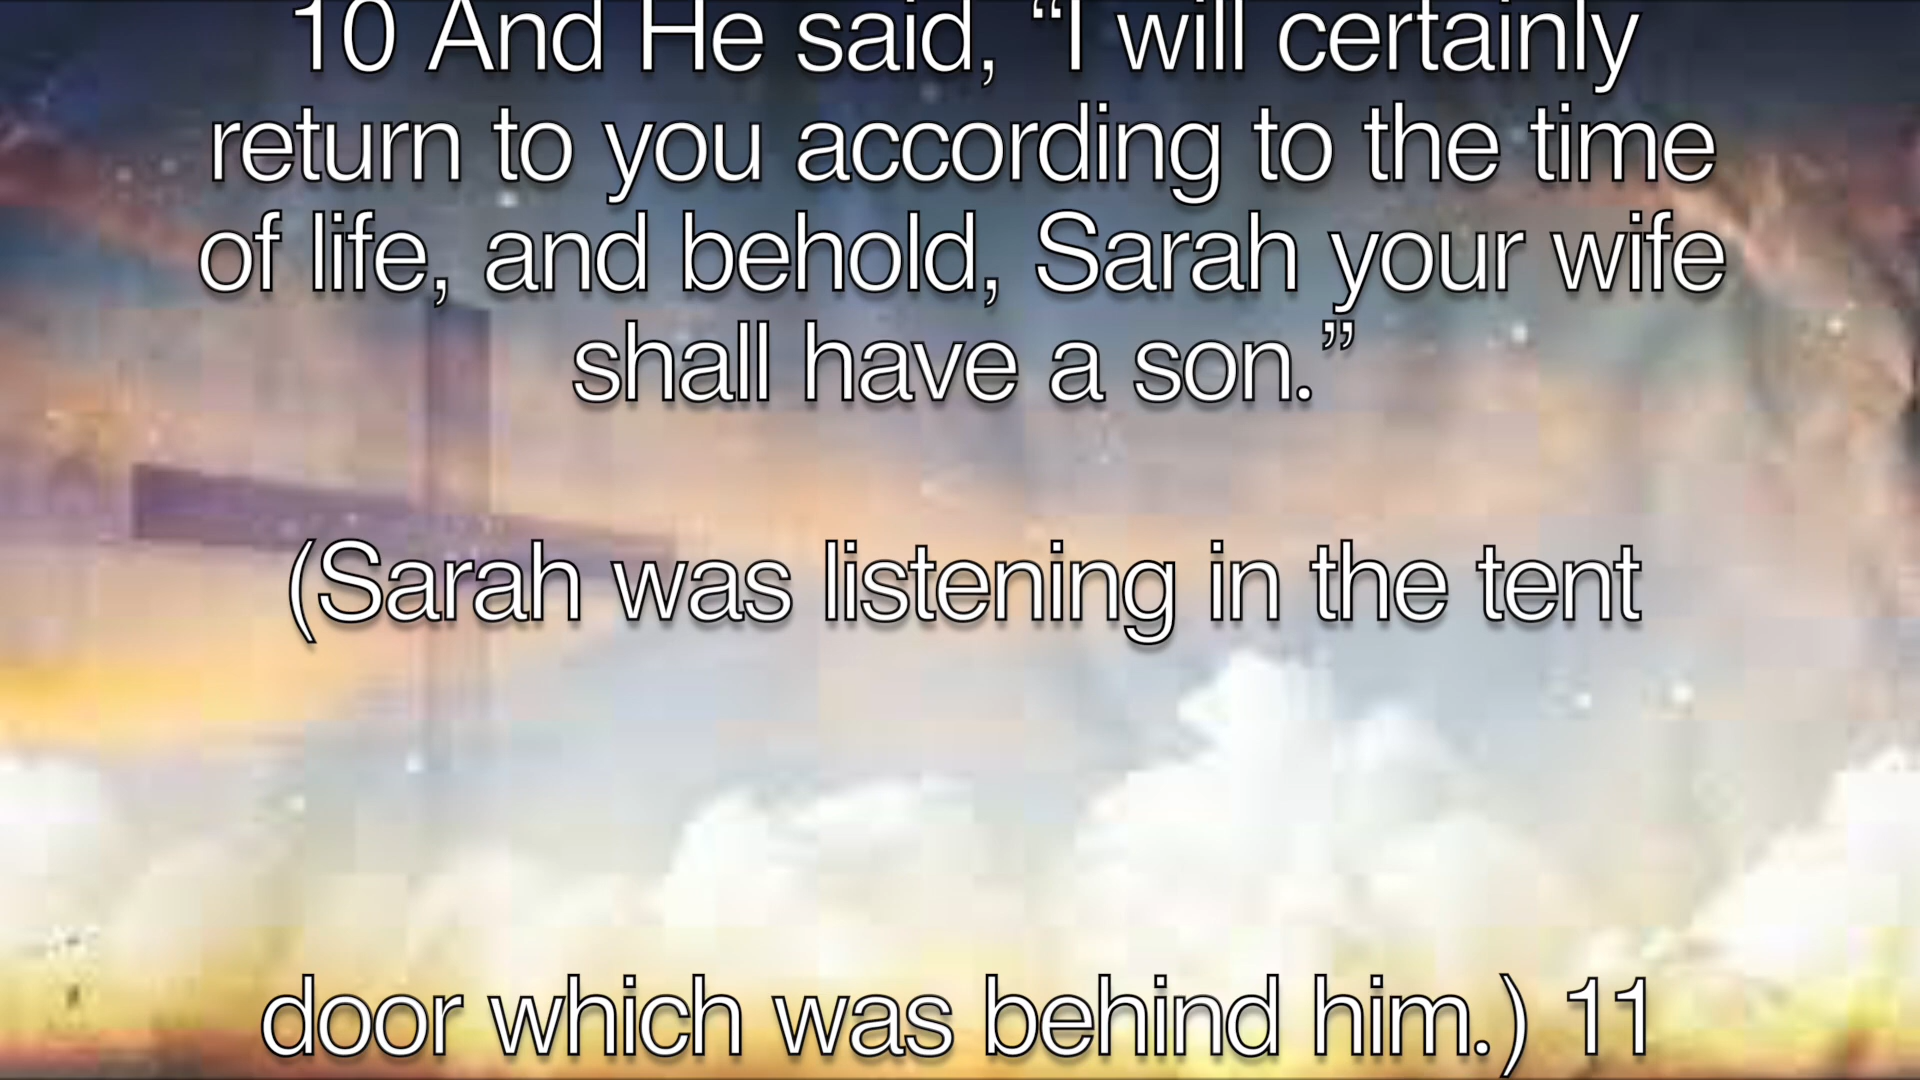 10 And He said, “I will certainly
return to you according to the time
of life, and behold, Sarah your wife
shall have a son.”
(Sarah was listening in the tent
door which was behind him.) 11